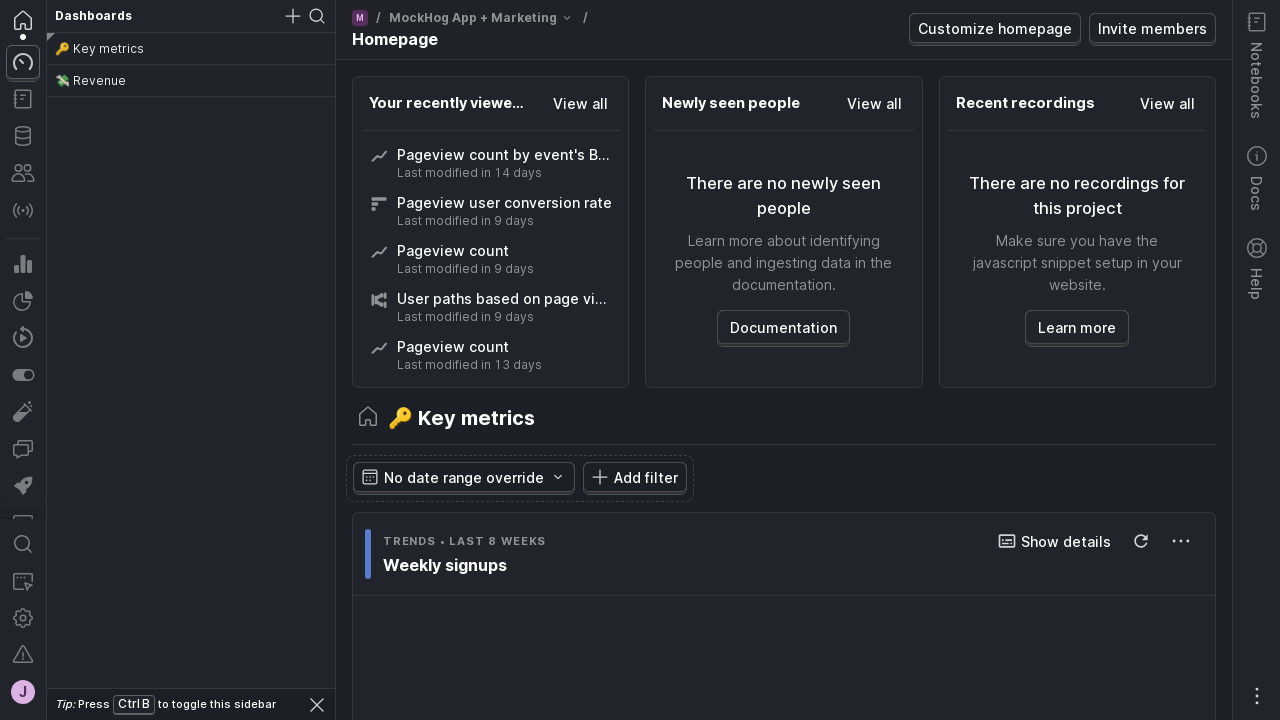 Dashboards
🔑 Key metrics
💸 Revenue
Tip: Press Ctrl B to toggle this sidebar
J
M / MockHog App + Marketing /
Homepage
Customize homepage
Invite members
Your recently viewe...
View all
Pageview count by event's B...
Last modified in 14 days
Pageview user conversion rate
Last modified in 9 days
Pageview count
Last modified in 9 days
User paths based on page vi...
Last modified in 9 days
Pageview count
Last modified in 13 days
Newly seen people
View all
There are no newly seen
people
Learn more about identifying
people and ingesting data in the
documentation.
Documentation
Recent recordings
View all
There are no recordings for
this project
Make sure you have the
javascript snippet setup in your
website.
Learn more
🔑 Key metrics
No date range override
Add filter
TRENDS • LAST 8 WEEKS
Weekly signups
Show details
Notebooks
Docs
Help